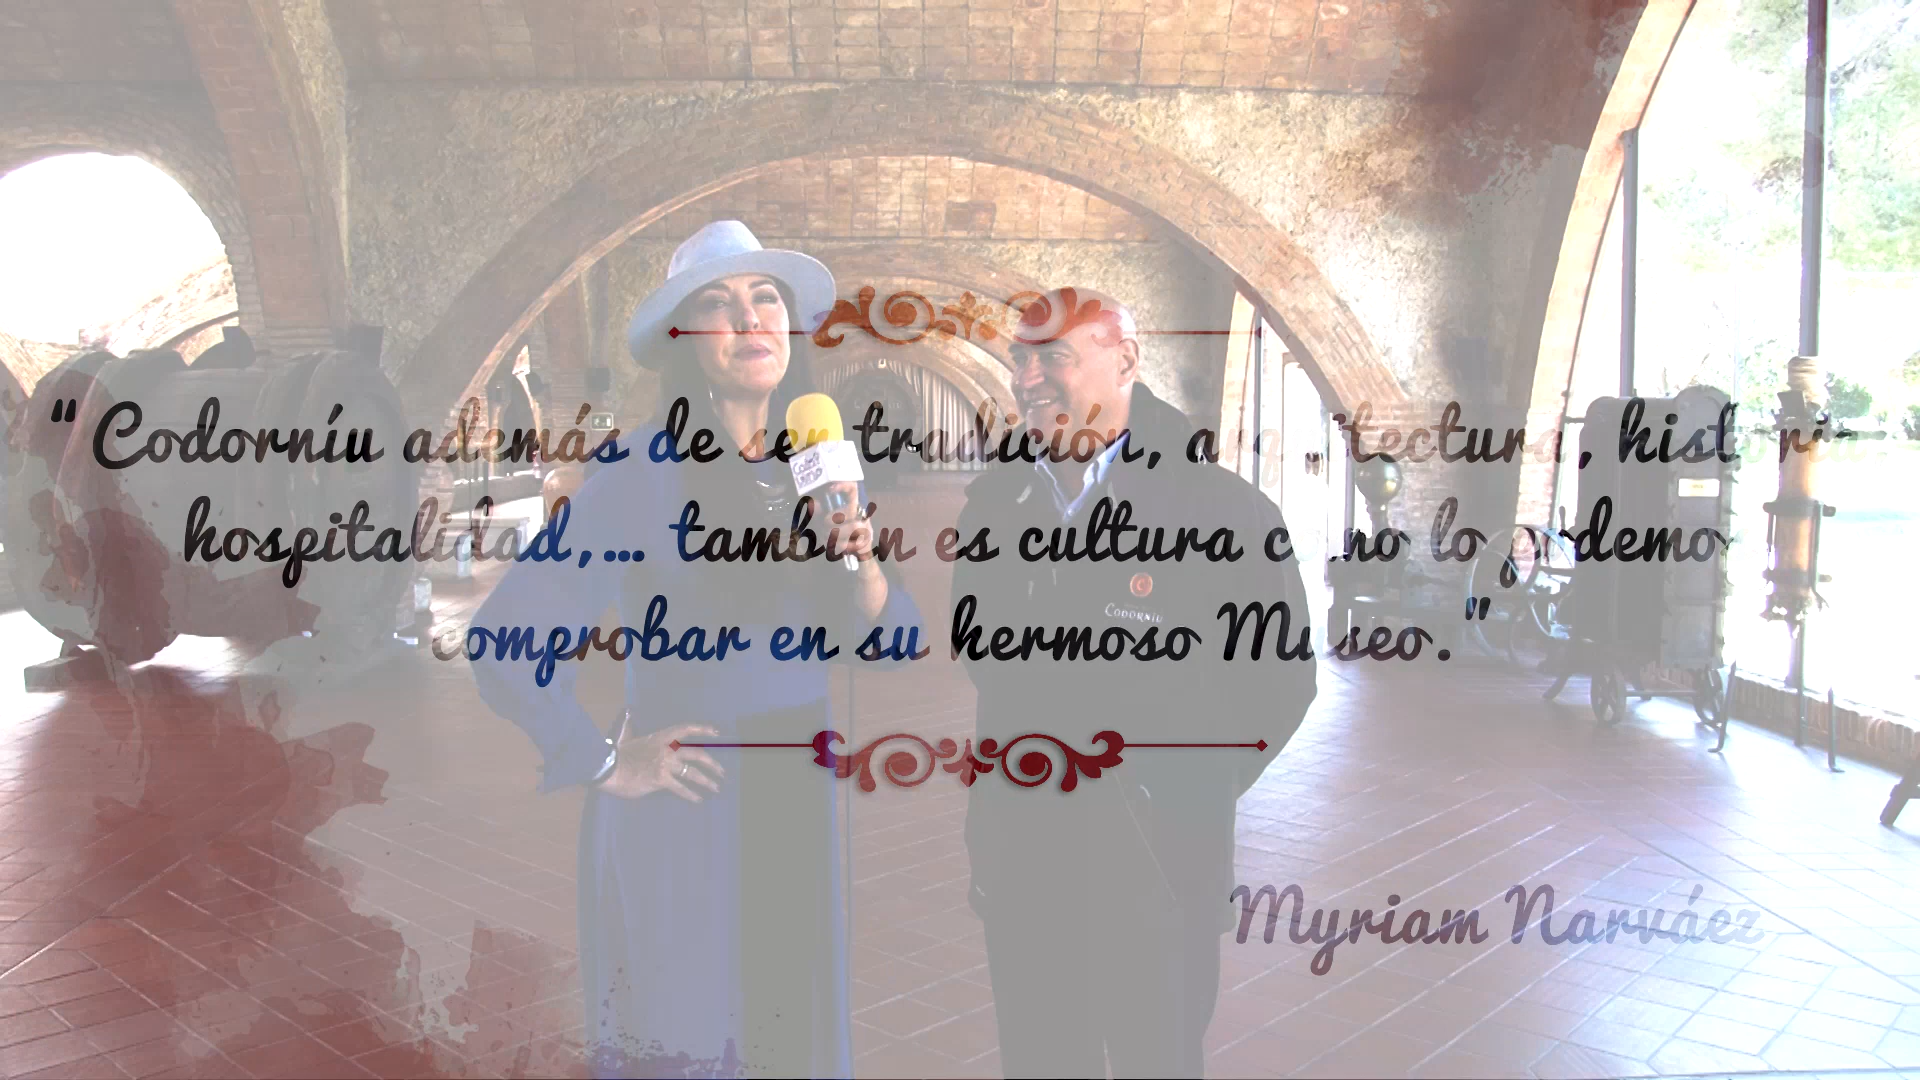 "Codorníu además de ser tradición, arquitectura, historia
hospitalidad,... también es cultura como lo podemos
comprobar en su hermoso Museo."
CODORNÍU
Myriam Narváez